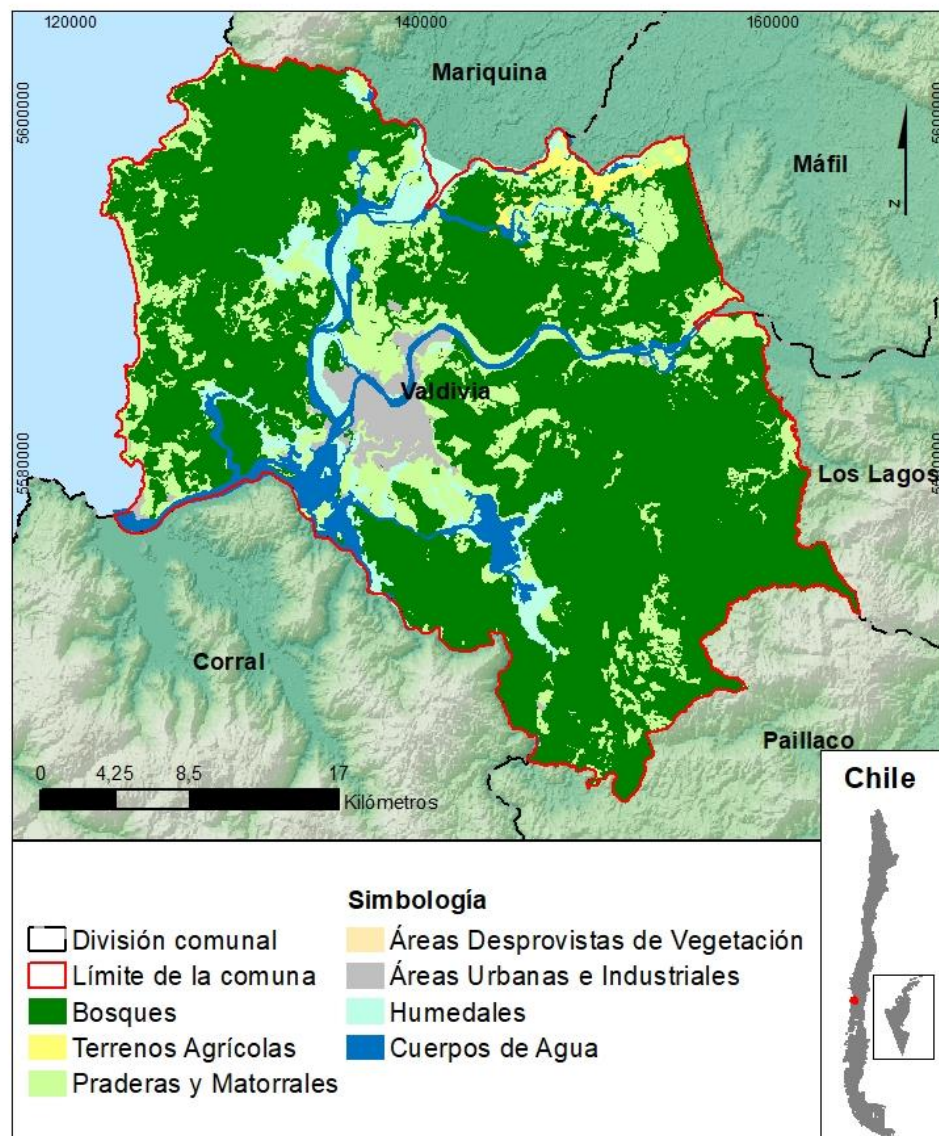 120000
140000
160000
5600000
5600000
Mariquina
Máfil
N
Valdivia
5580000
Los Lagos
Corral
Paillaco
0 4,25 8,5 17
Kilómetros
Chile
Simbología
División comunal
Límite de la comuna
Bosques
Terrenos Agrícolas
Praderas y Matorrales
Áreas Desprovistas de Vegetación
Áreas Urbanas e Industriales
Humedales
Cuerpos de Agua